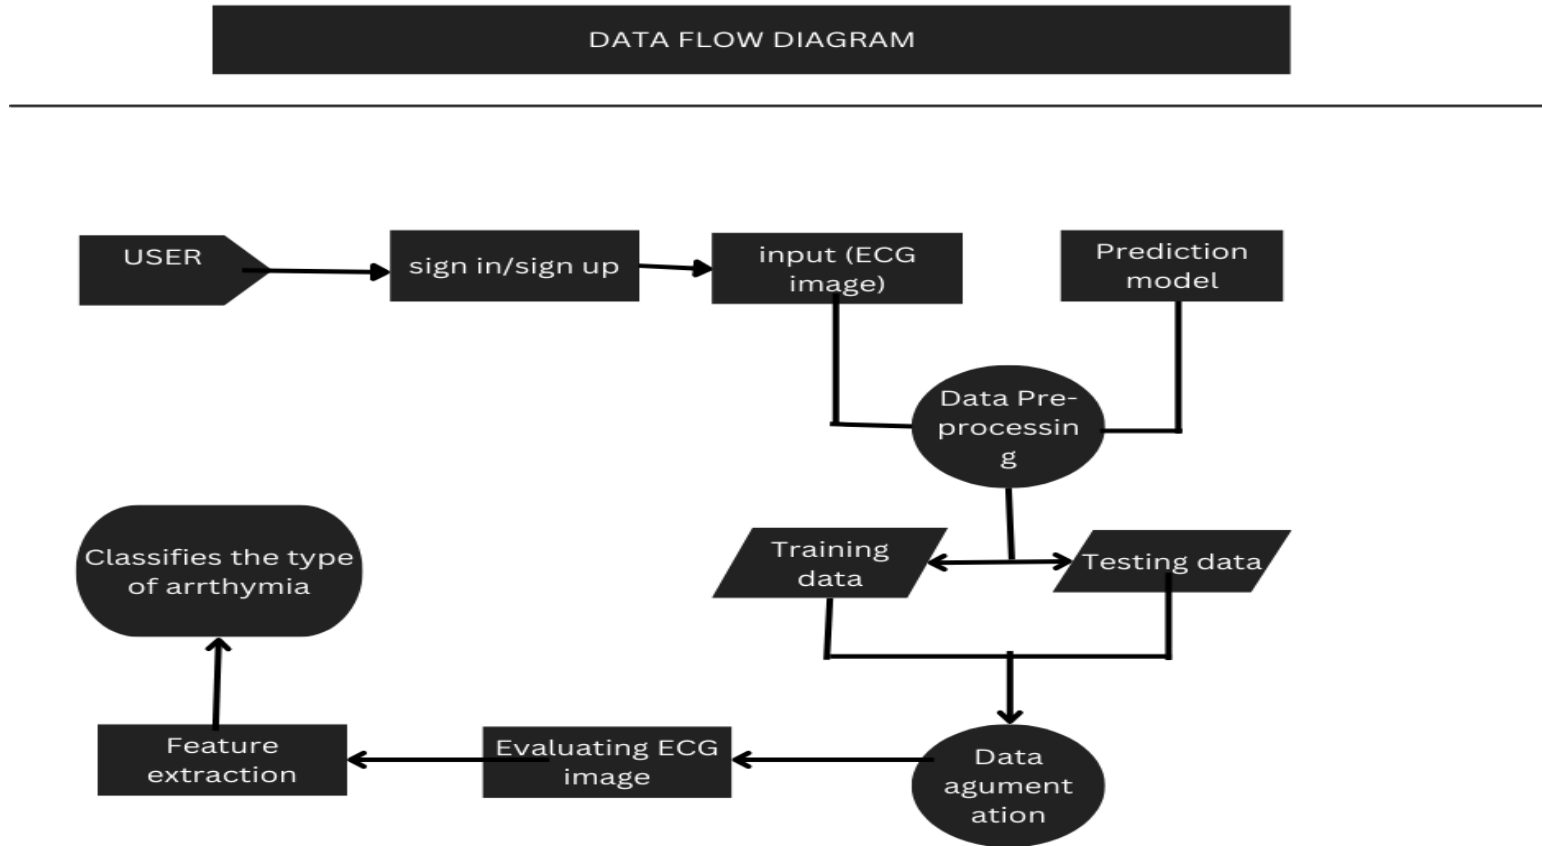 DATA FLOW DIAGRAM
USER
sign in/sign up
input (ECG
image)
Prediction
model
Data Pre-
processin
g
Training
data
Testing data
Classifies the type
of arrthymia
Feature
extraction
Evaluating ECG
image
Data
agument
ation